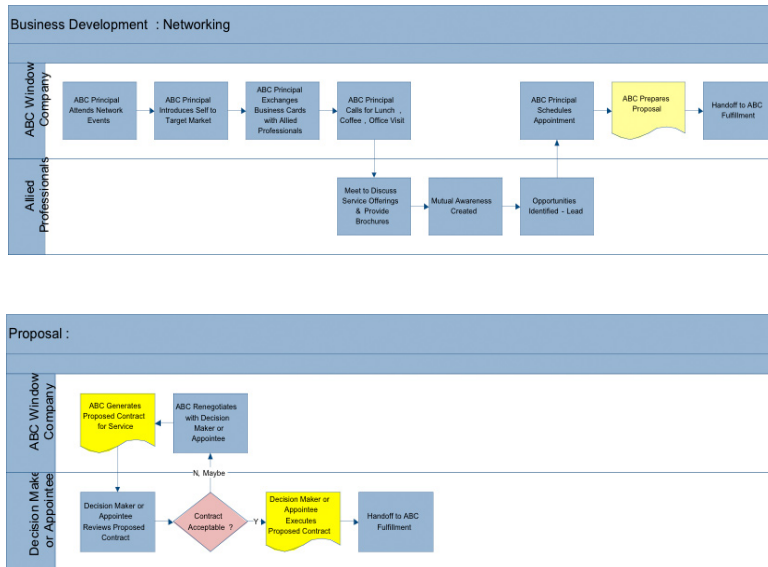 Business Development : Networking
ABC Window
Company
ABC Principal
Attends Network
Events
ABC Principal
Introduces Self to
Target Market
ABC Principal
Exchanges
Business Cards
with Allied
Professionals
ABC Principal
Calls for Lunch ,
Coffee , Office Visit
ABC Principal
Schedules
Appointment
ABC Prepares
Proposal
Handoff to ABC
Fulfillment
Allied
Professionals
Meet to Discuss
Service Offerings
& Provide
Brochures
Mutual Awareness
Created
Opportunities
Identified - Lead
Proposal :
ABC Window
Company
ABC Generates
Proposed Contract
for Service
ABC Renegotiates
with Decision
Maker or
Appointee
N, Maybe
Decision Make
or Appointee
Decision Maker or
Appointee
Reviews Proposed
Contract
Contract
Acceptable ?
Y
Decision Maker or
Appointee
Executes
Proposed Contract
Handoff to ABC
Fulfillment